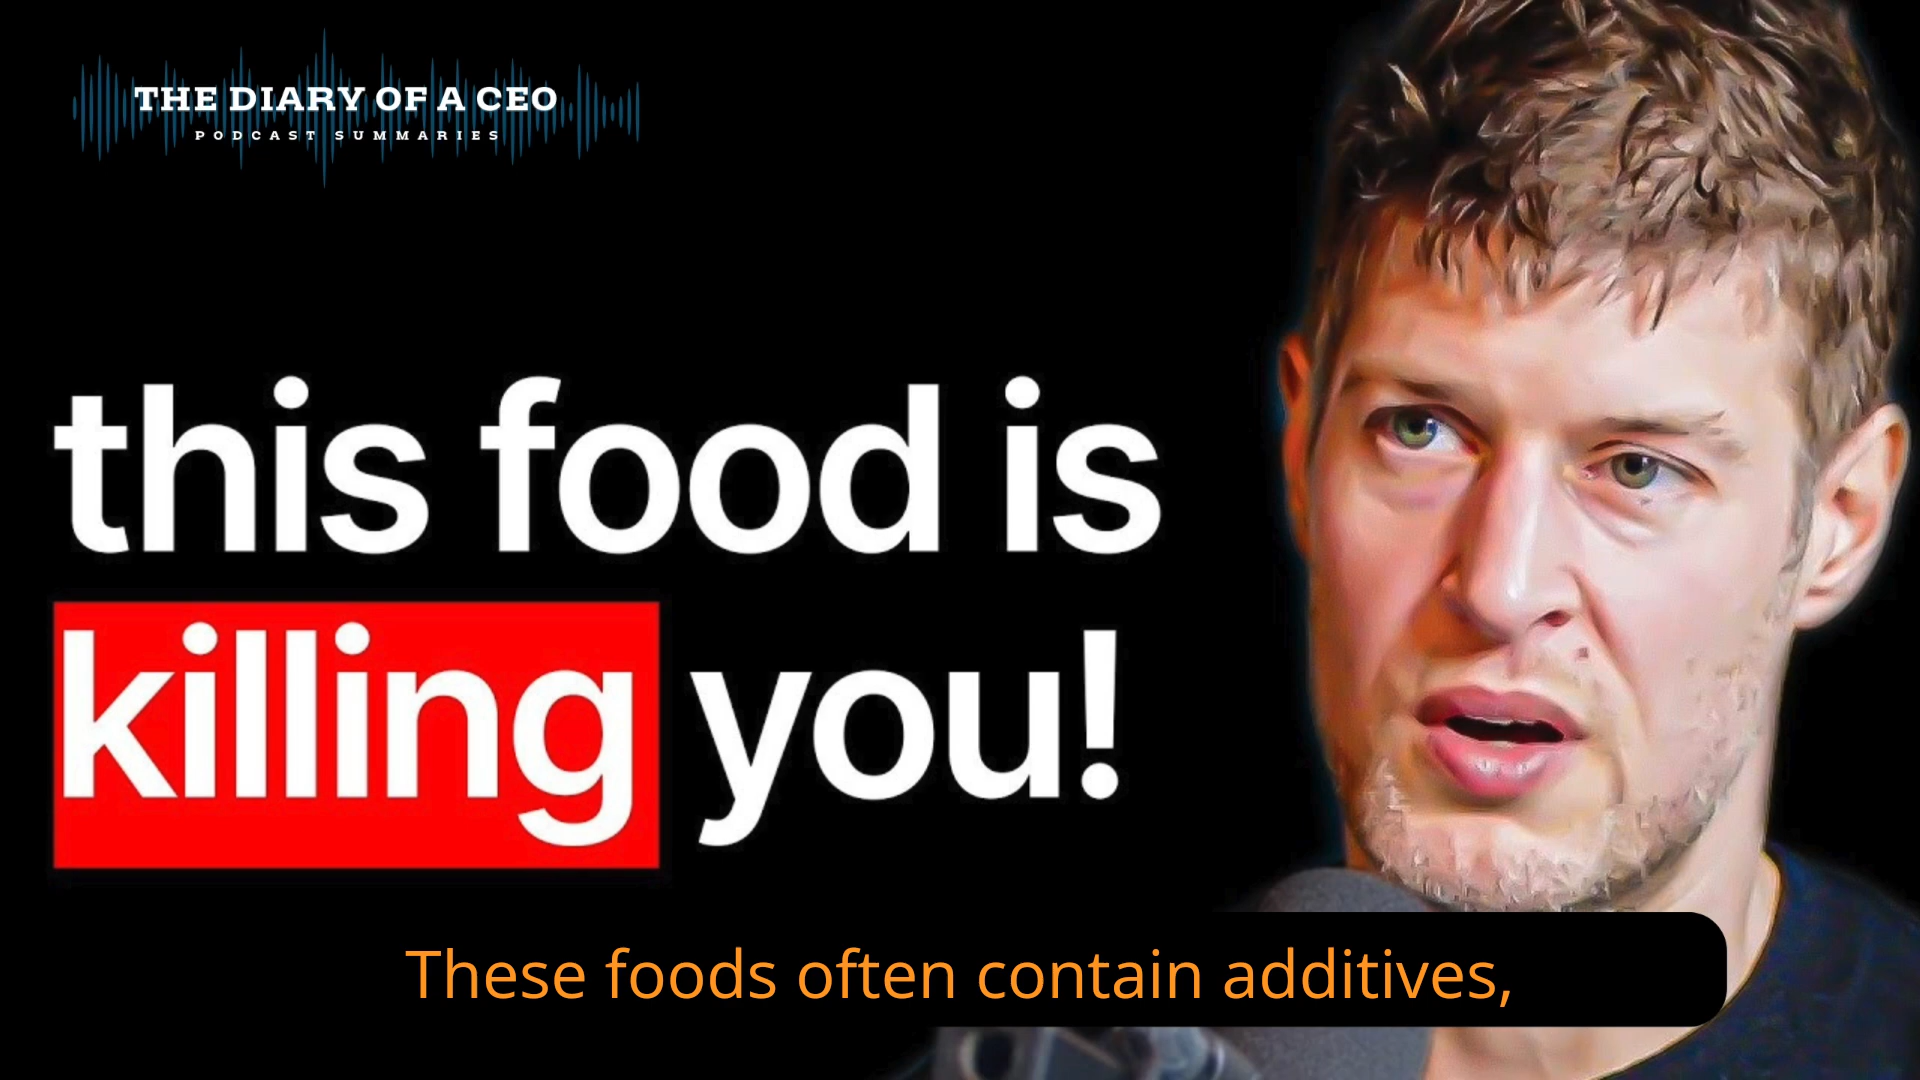 THE DIARY OF A CEO
PODCAST SUMMARIES
this food is
killing you!
These foods often contain additives,